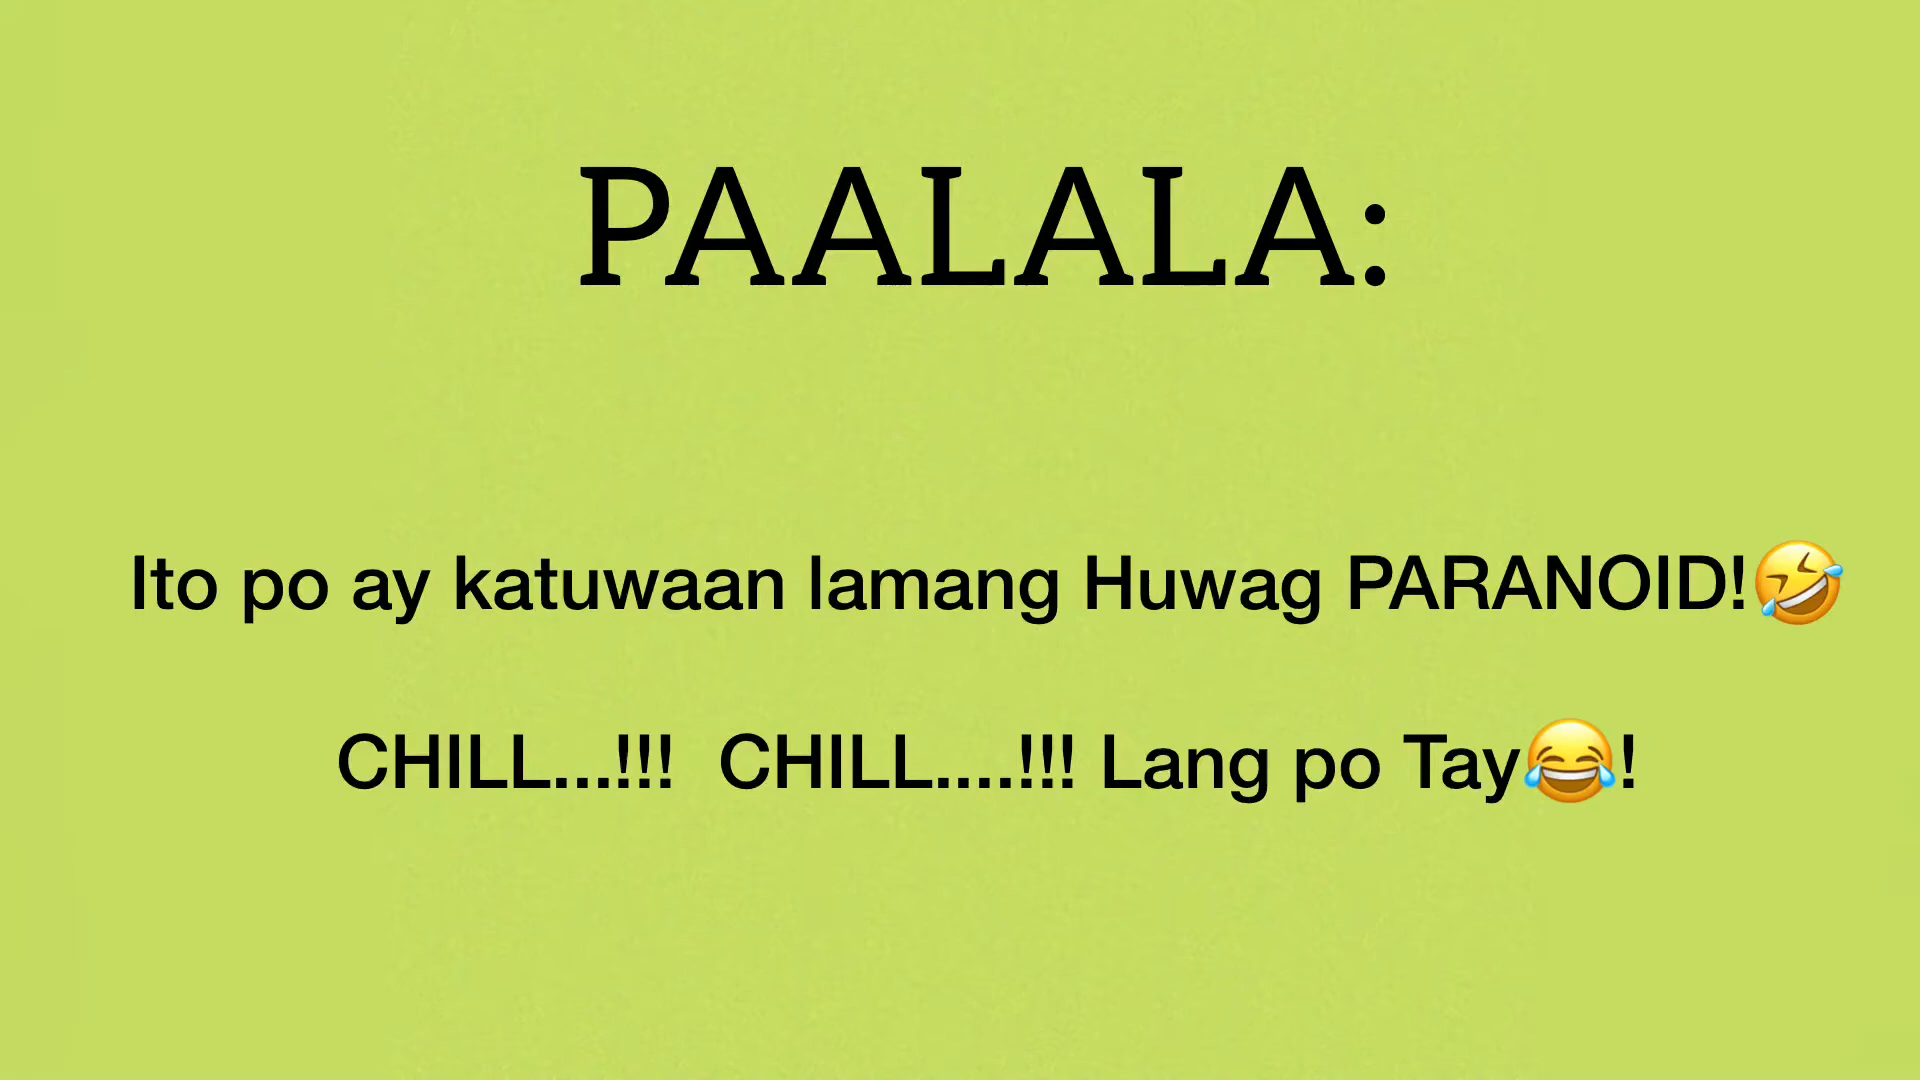 PAALALA:
Ito po ay katuwaan lamang Huwag PARANOID!🤣
CHILL...!!!  CHILL....!!! Lang po Tay😂!